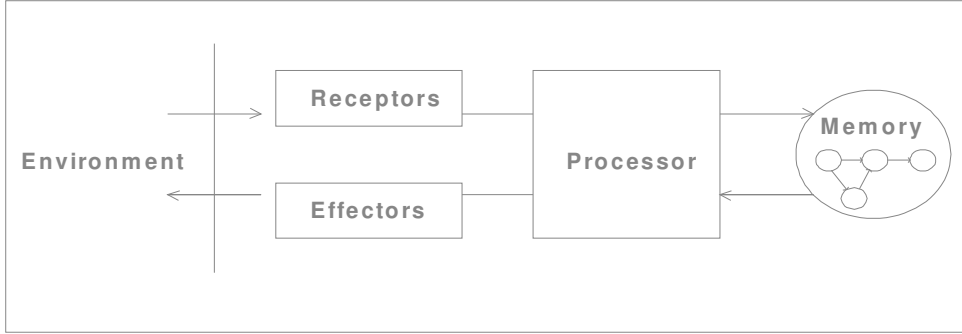 Receptors
Memory
Environment
Processor
Effectors